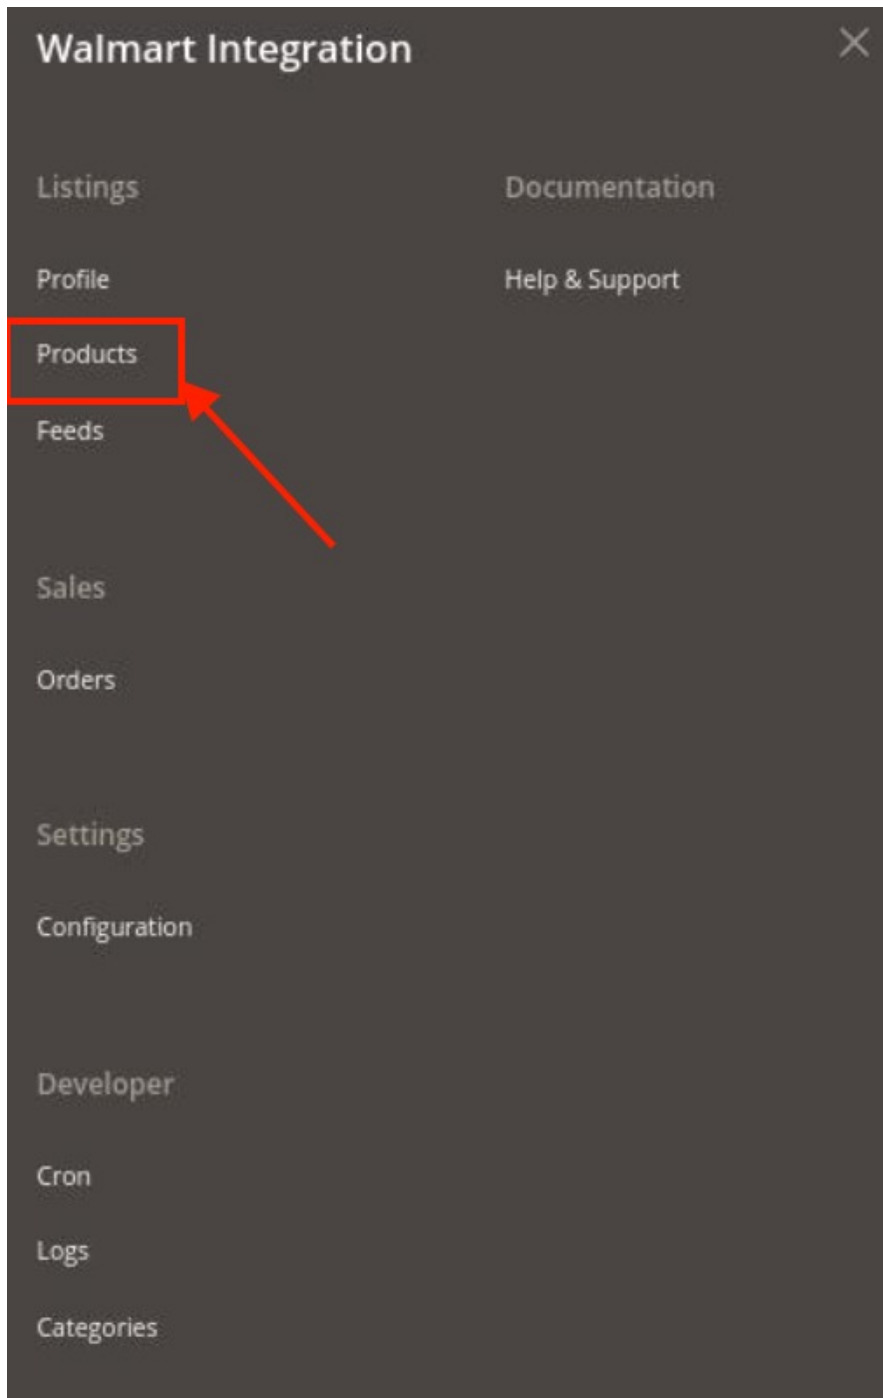 Walmart Integration
Listings
Profile
Products
Feeds
Sales
Orders
Settings
Configuration
Developer
Cron
Logs
Categories
Documentation
Help & Support